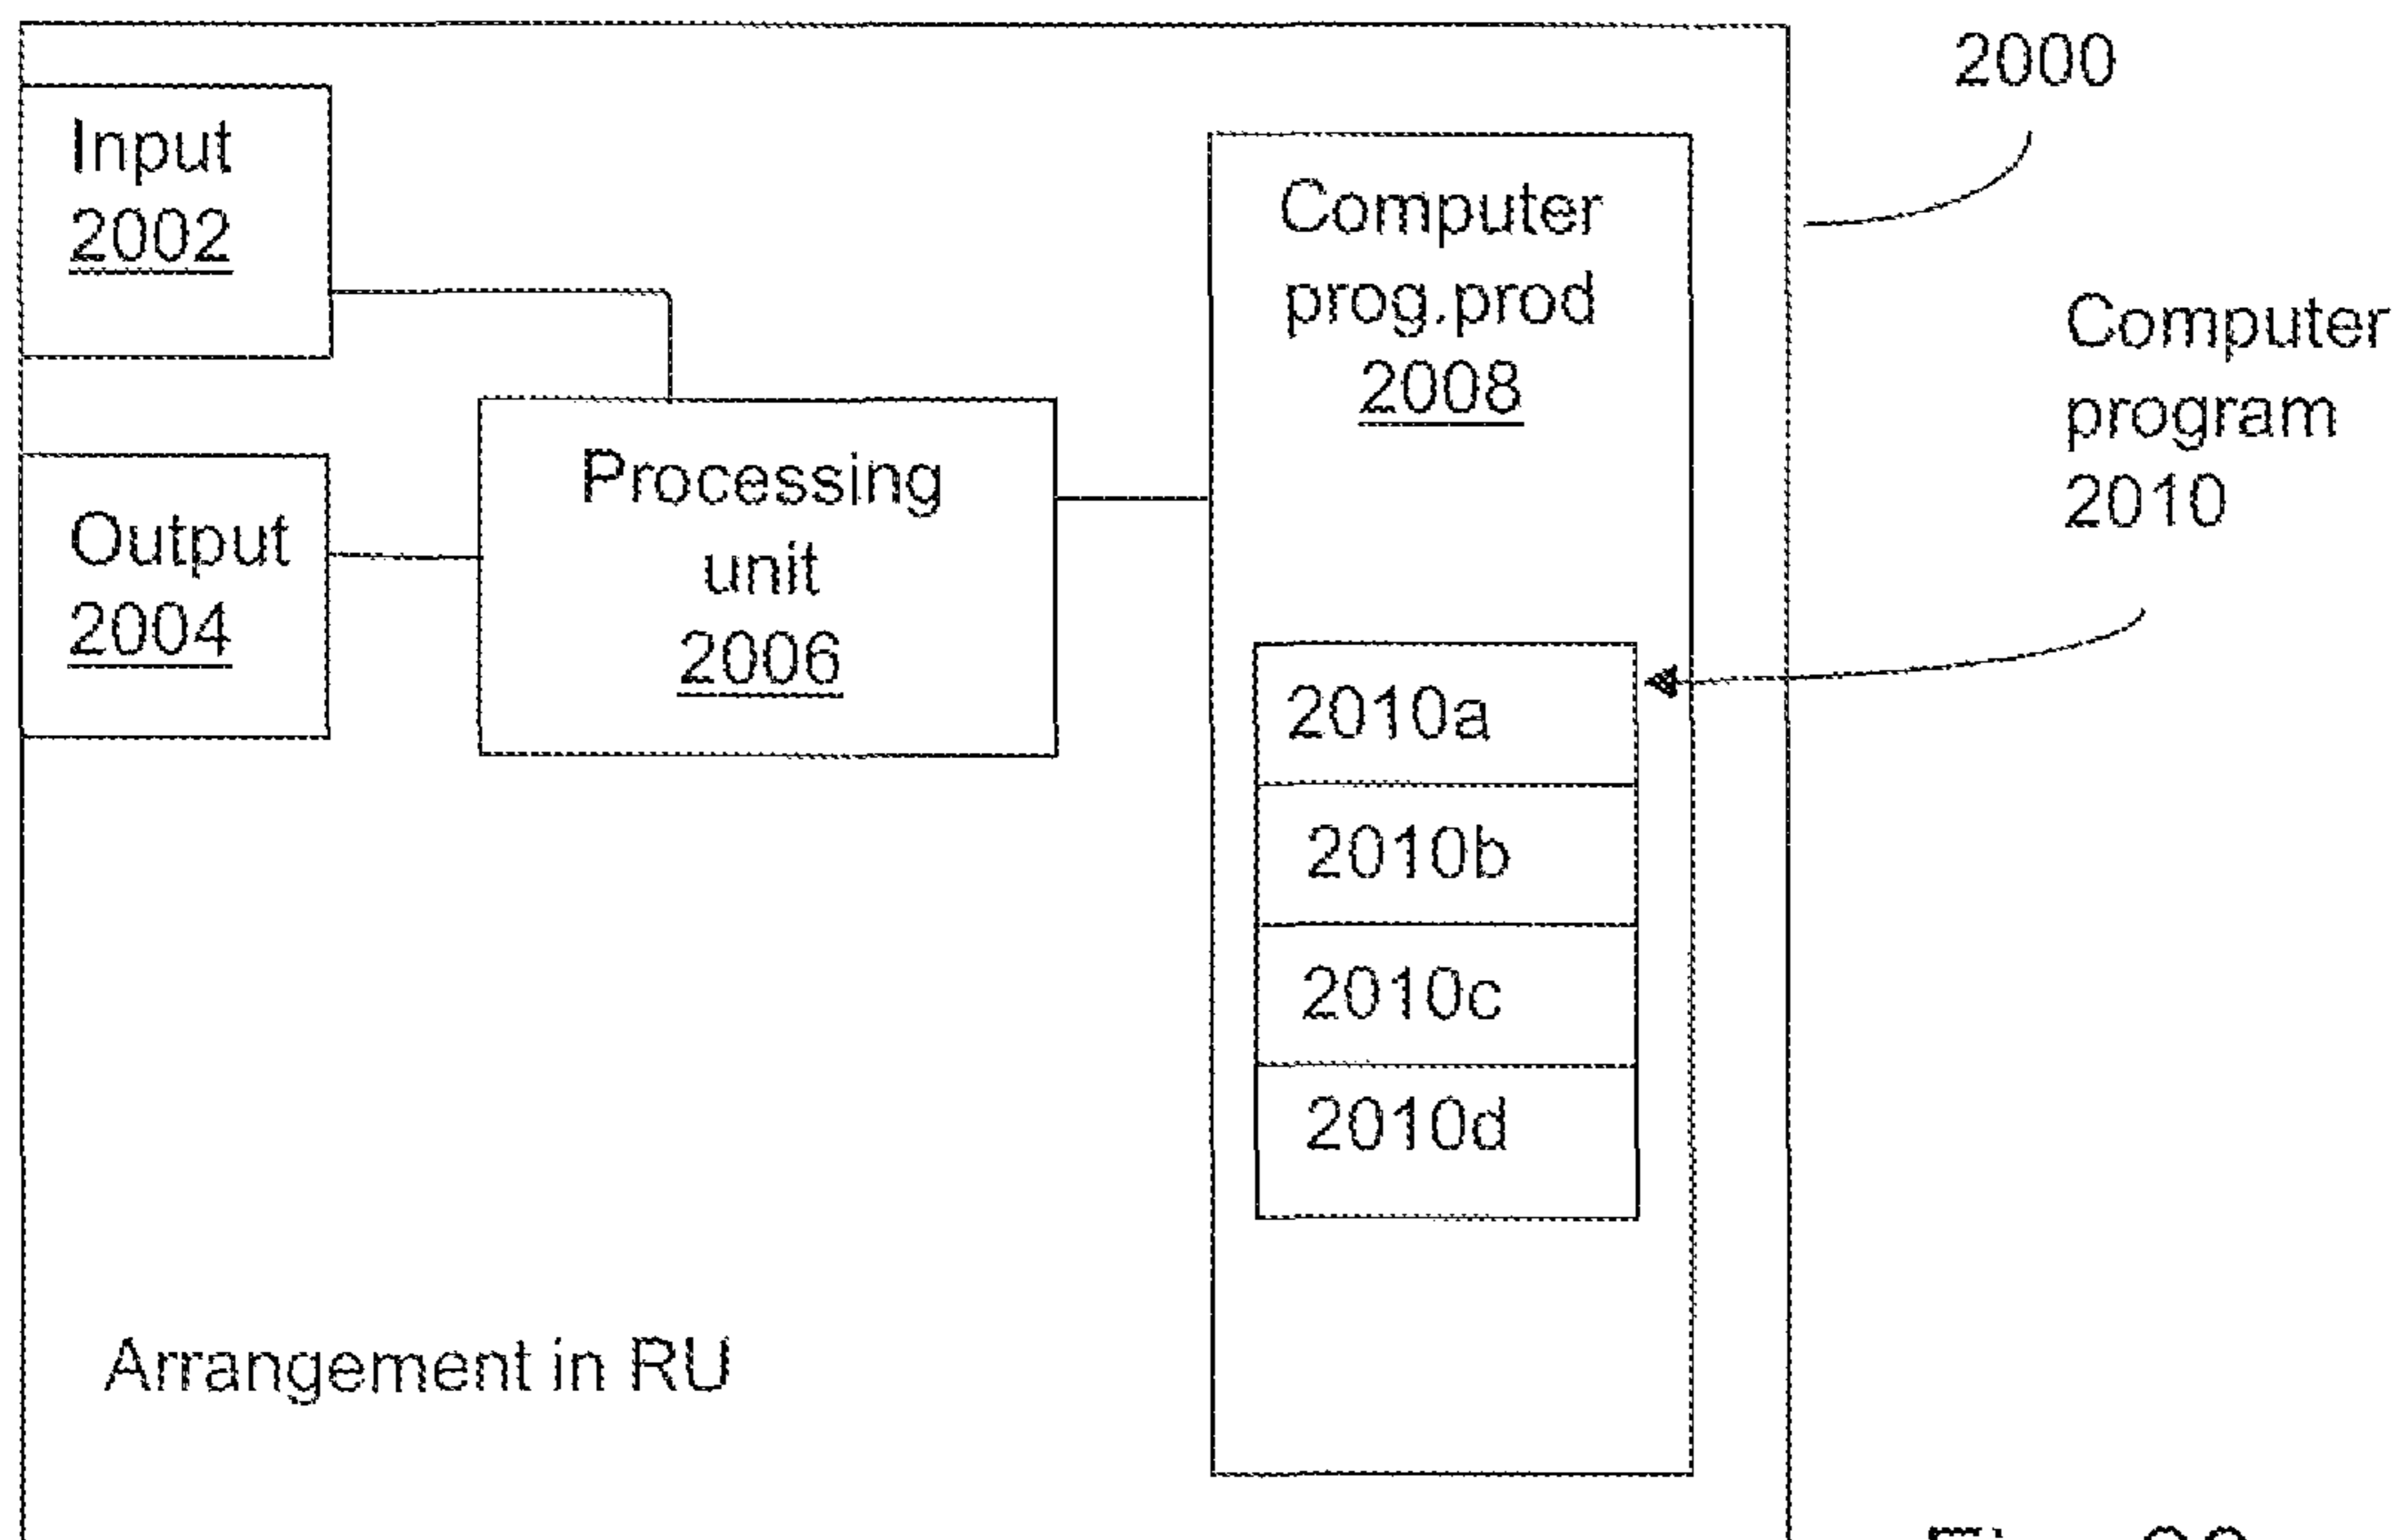 2000
Input
2002
Computer
prog.prod
2008
Computer
program
2010
Output
2004
Processing
unit
2006
2010a
2010b
2010c
2010d
Arrangement in RU